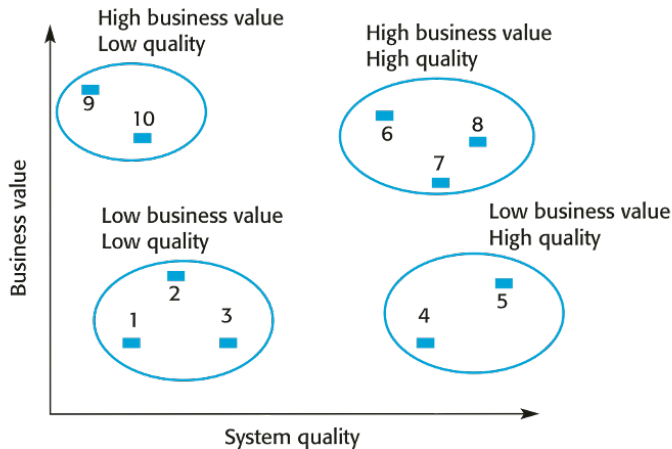 High business value
Low quality
9
10
High business value
High quality
6
8
7
Business value
Low business value
Low quality
2
1
3
Low business value
High quality
5
4
System quality